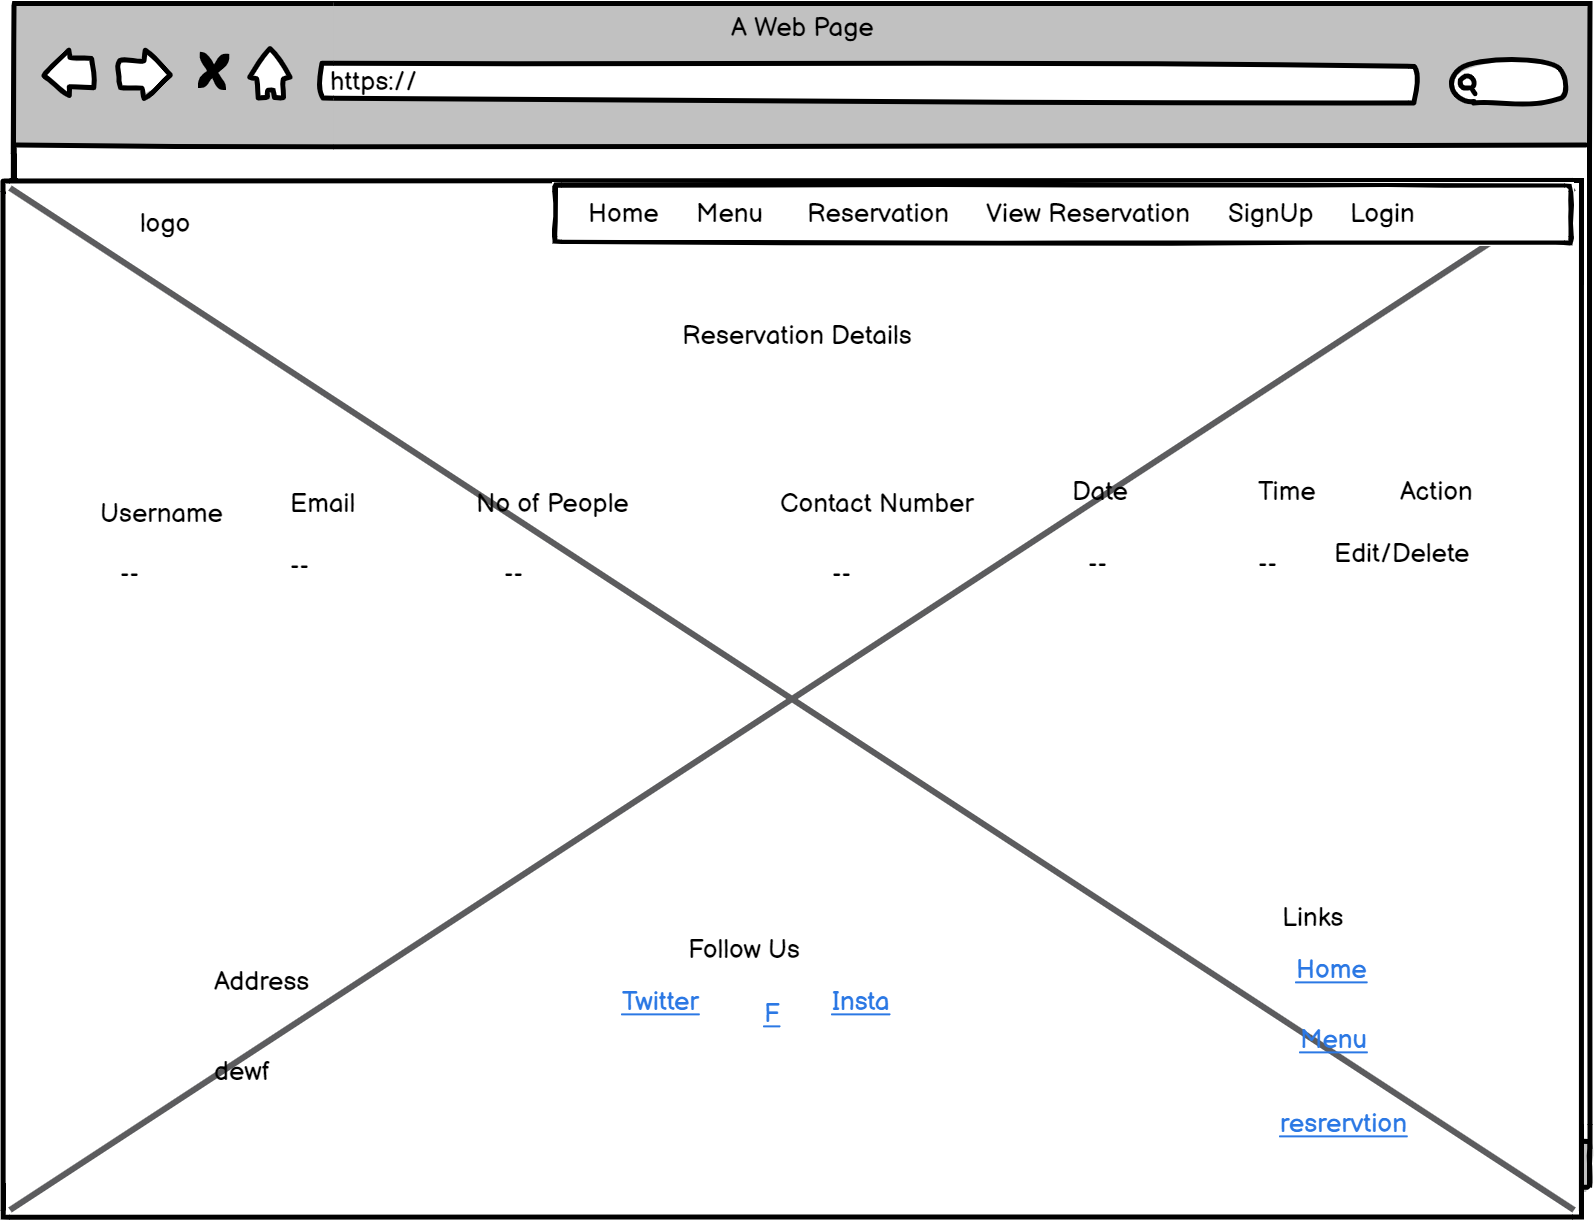 A Web Page
https://
logo
Home Menu Reservation View Reservation SignUp Login
Reservation Details
Username Email No of People Contact Number Date Time Action
-- -- -- -- -- -- Edit/Delete
Links
Follow Us
Home
Address
Twitter F Insta
Menu
dewf
resrervtion